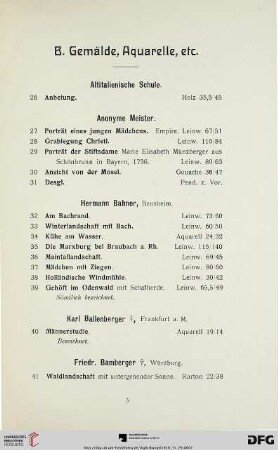 B. Gemälde, Aquarelle, etc.
Altitalienische Schule.
26 Anbetung. Holz 35,5:45
Anonyme Meister.
27 Porträt eines jungen Mädchens. Empire. Leinw. 67:51
28 Grablegung Christi. Leinw. 110:84
29 Porträt der Stiftsdame Marie Elisabeth Münzberger aus
Schönbrunn in Bayern, 1736. Leinw. 80:63
30 Ansicht von der Mosel. Gouache 36:47
31 Desgl. Pend. z. Vor.
Hermann Bahner, Bensheim.
32 Am Bachrand. Leinw. 73:60
33 Winterlandschaft mit Bach. Leinw. 60:50
34 Kühe am Wasser. Aquarell 24:32
35 Die Marxburg bei Braubach a. Rh. Leinw. 115:140
36 Maintallandschaft. Leinw. 69:45
37 Mädchen mit Ziegen. Leinw. 80:60
38 Holländische Windmühle. Leinw. 30:42
39 Gehöft im Odenwald mit Schafherde. Leinw. 65,5:49
Sämtlich bezeichnet.
Karl Ballenberger †, Frankfurt a. M.
40 Männerstudie. Aquarell 19:14
Bezeichnet.
Friedr. Bamberger †, Würzburg.
41 Waldlandschaft mit untergehender Sonne. Karton 22:38
5
DFG